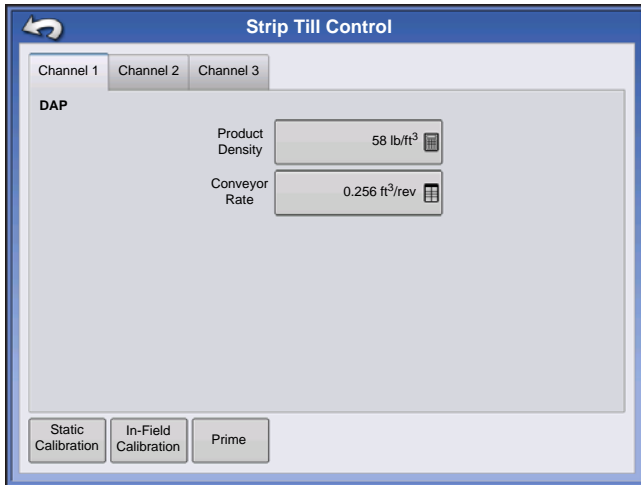 Strip Till Control
Channel 1 Channel 2 Channel 3
DAP
Product
Density
58 lb/ft³
Conveyor
Rate
0.256 ft³/rev
Static
Calibration
In-Field
Calibration
Prime